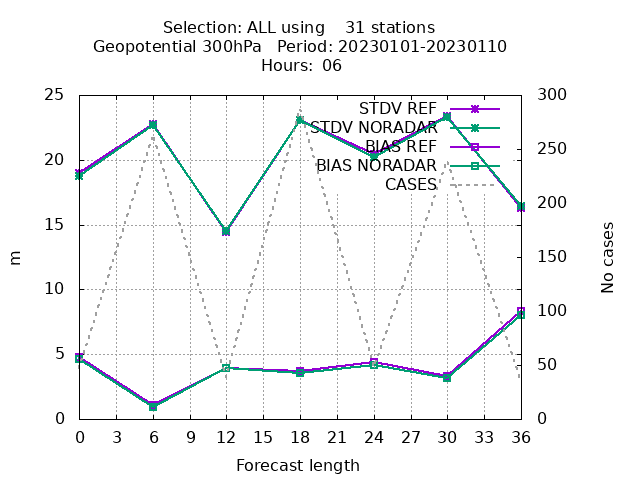 Selection: ALL using    31 stations
Geopotential 300hPa   Period: 20230101-20230110
Hours: 06
25
20
15
10
5
0
m
STDV REF
STDV NORADAR
BIAS REF
BIAS NORADAR
CASES
300
250
200
150
100
50
0
No cases
0 3 6 9 12 15 18 21 24 27 30 33 36
Forecast length